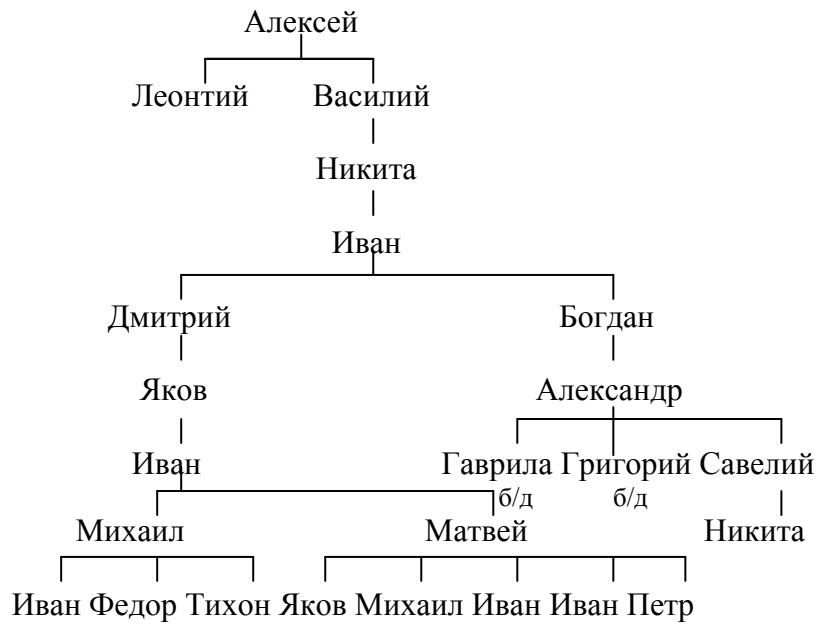 Алексей
Леонтий Василий
Никита
Иван
Дмитрий Богдан
Яков Александр
Иван Гаврила Григорий Савелий
б/д б/д
Михаил Матвей Никита
Иван Федор Тихон Яков Михаил Иван Иван Петр